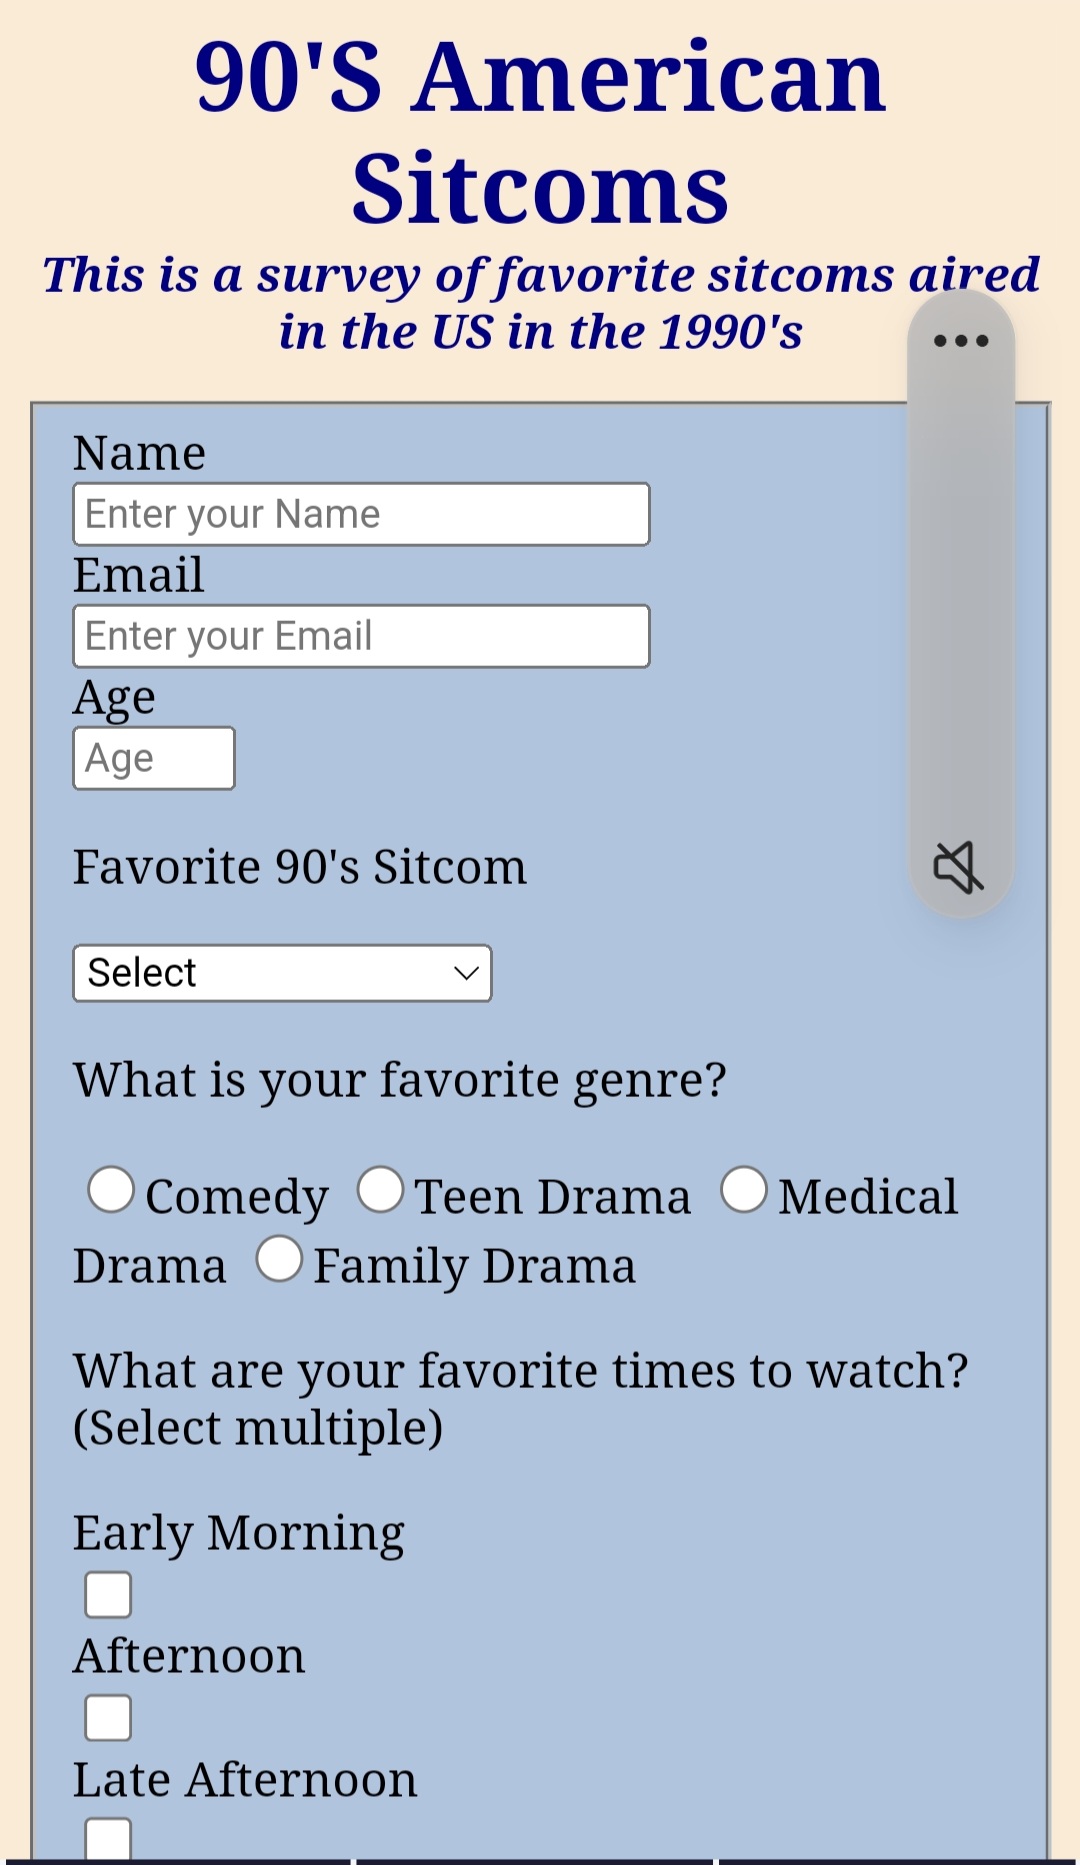 90'S American
Sitcoms
This is a survey of favorite sitcoms aired
in the US in the 1990's
Name
Enter your Name
Email
Enter your Email
Age
Age
Favorite 90's Sitcom
Select
What is your favorite genre?
Comedy Teen Drama Medical
Drama Family Drama
What are your favorite times to watch?
(Select multiple)
Early Morning
Afternoon
Late Afternoon